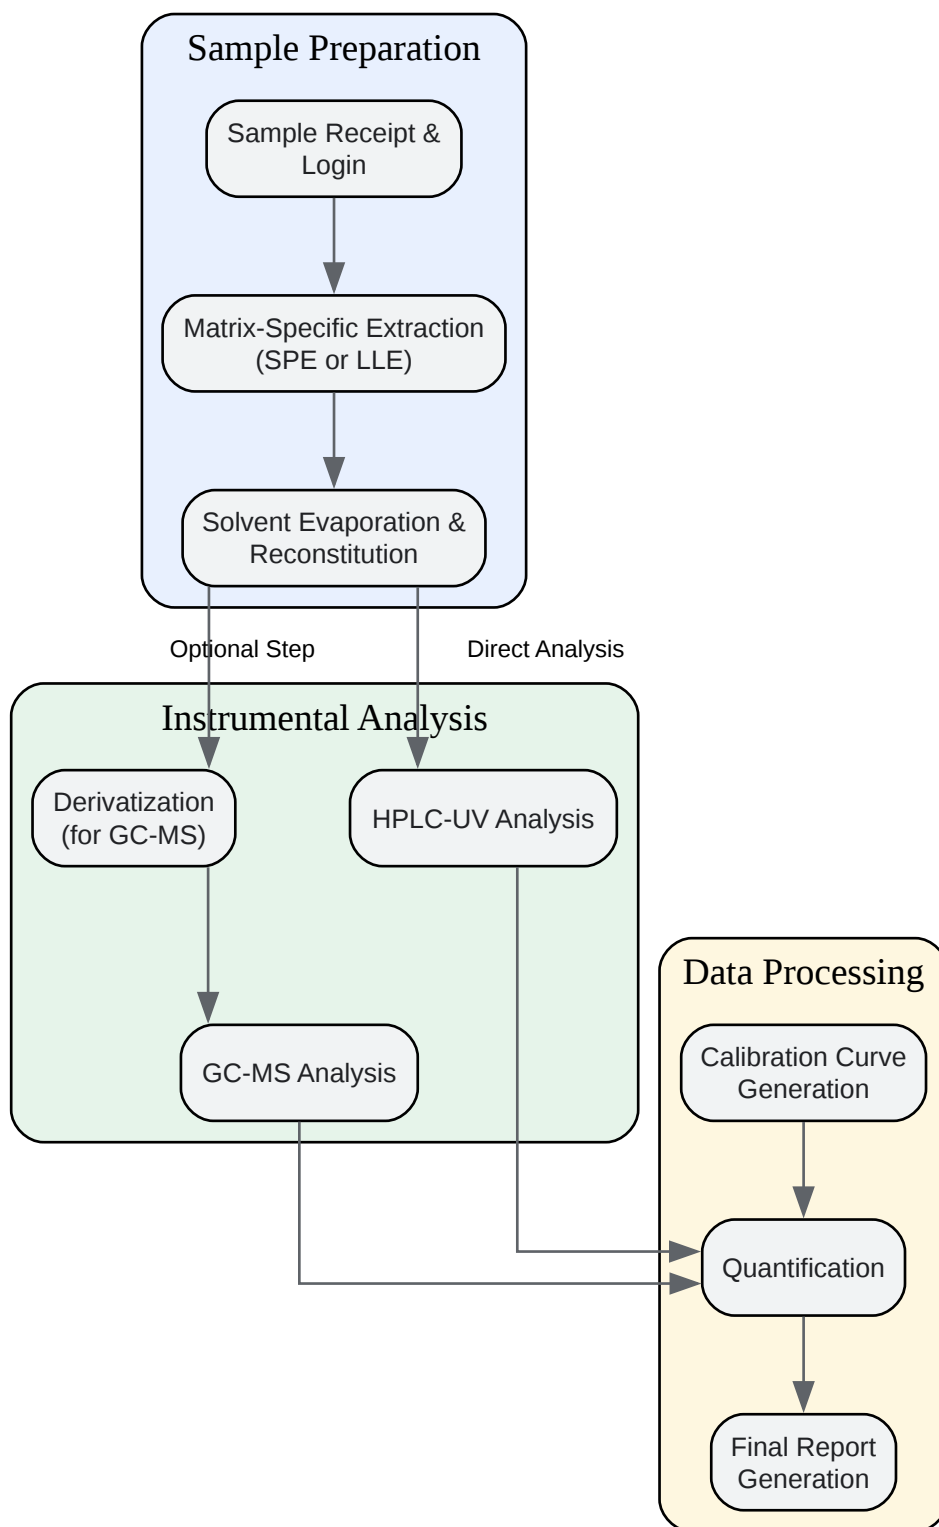 Sample Preparation
Sample Receipt &
Login
Matrix-Specific Extraction
(SPE or LLE)
Solvent Evaporation &
Reconstitution
Optional Step
Direct Analysis
Instrumental Analysis
Derivatization
(for GC-MS)
HPLC-UV Analysis
GC-MS Analysis
Data Processing
Calibration Curve
Generation
Quantification
Final Report
Generation